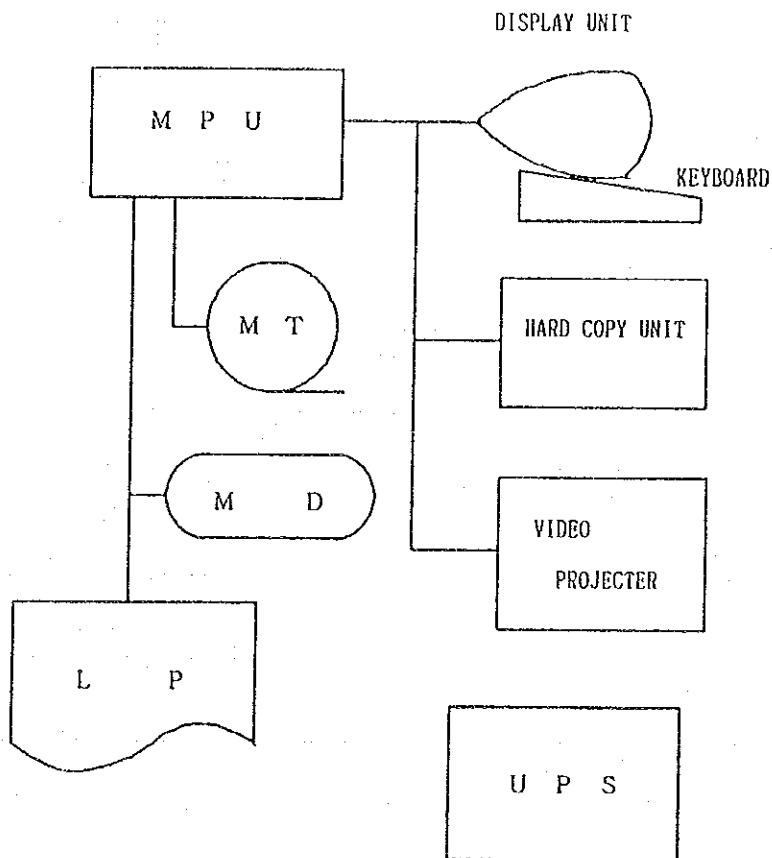 DISPLAY UNIT
M P U
KEYBOARD
M T
HARD COPY UNIT
M D
VIDEO
PROJECTER
L P
U P S